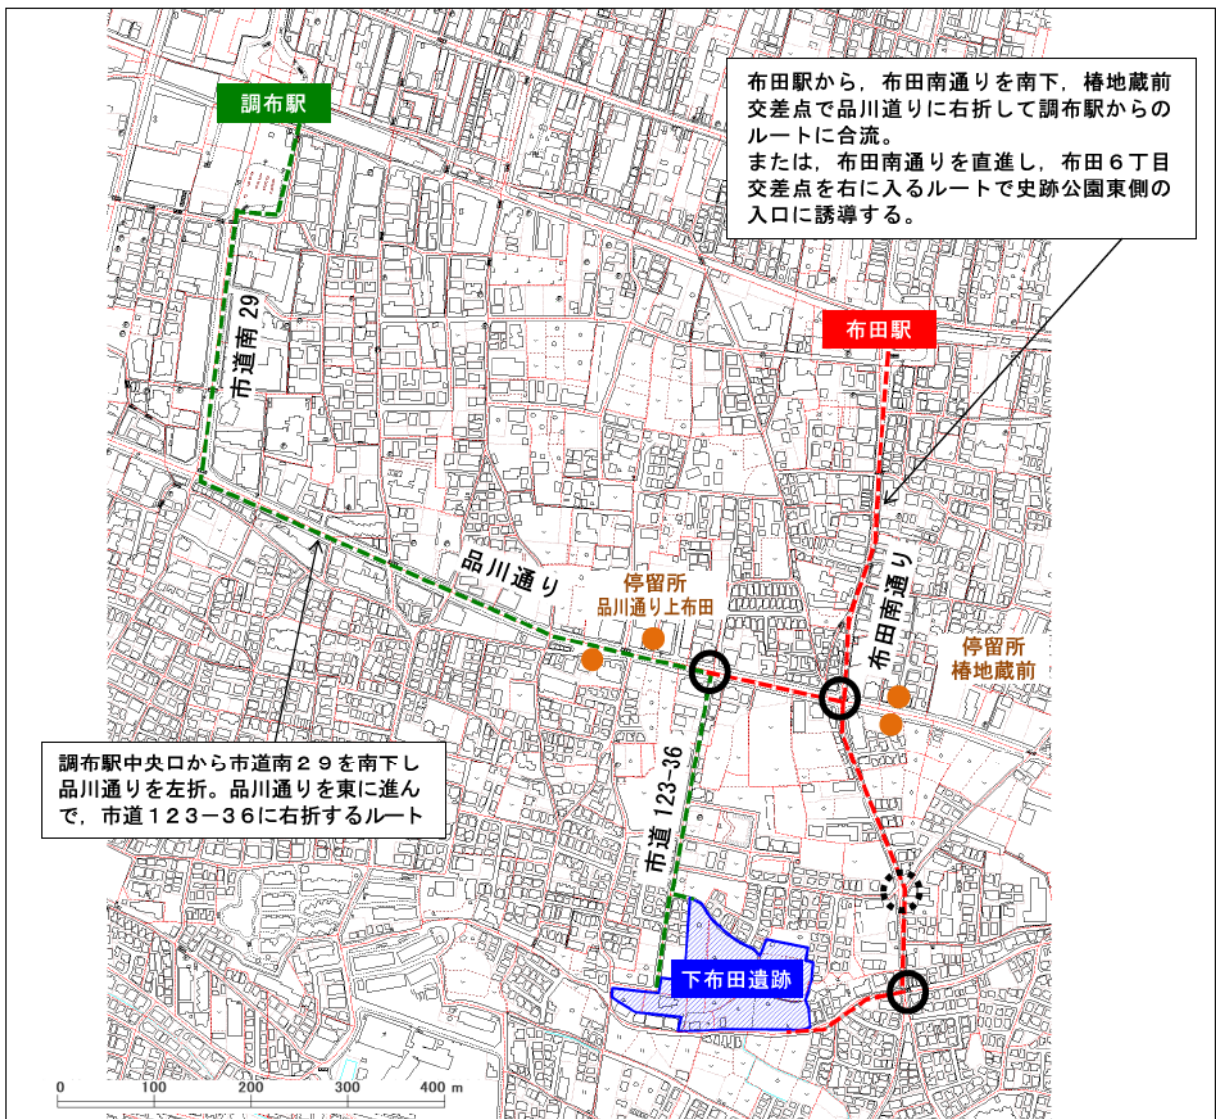 布田駅から，布田南通りを南下，椿地蔵前
交差点で品川道りに右折して調布駅からの
ルートに合流。
または，布田南通りを直進し，布田６丁目
交差点を右に入るルートで史跡公園東側の
入口に誘導する。
調布駅
布田駅
市道南 29
品川通り
停留所
品川通り上布田
布田南通り
停留所
椿地蔵前
調布駅中央口から市道南２９を南下し
品川通りを左折。品川通りを東に進ん
で，市道１２３－３６に右折するルート
市道 123-36
下布田遺跡
0 100 200 300 400 m